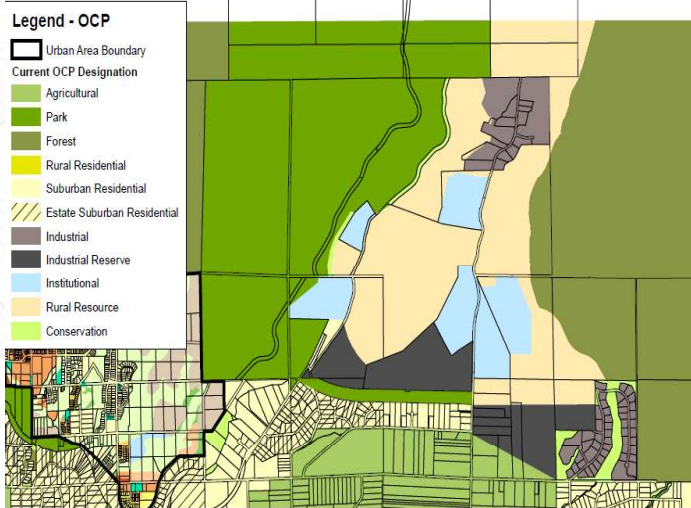 Legend - OCP
Urban Area Boundary
Current OCP Designation
Agricultural
Park
Forest
Rural Residential
Suburban Residential
Estate Suburban Residential
Industrial
Industrial Reserve
Institutional
Rural Resource
Conservation